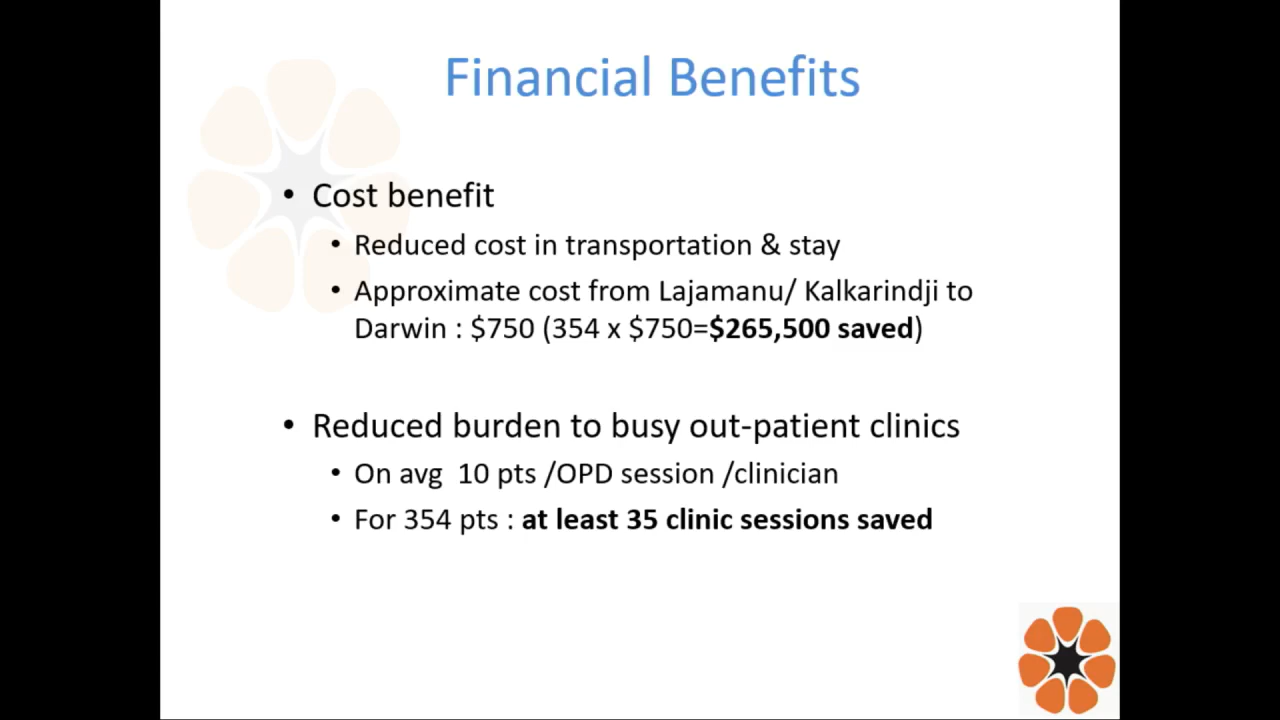 Financial Benefits
• Cost benefit
• Reduced cost in transportation & stay
• Approximate cost from Lajamanu/ Kalkarindji to
Darwin : $750 (354 x $750=$265,500 saved)
• Reduced burden to busy out-patient clinics
• On avg  10 pts /OPD session /clinician
• For 354 pts : at least 35 clinic sessions saved